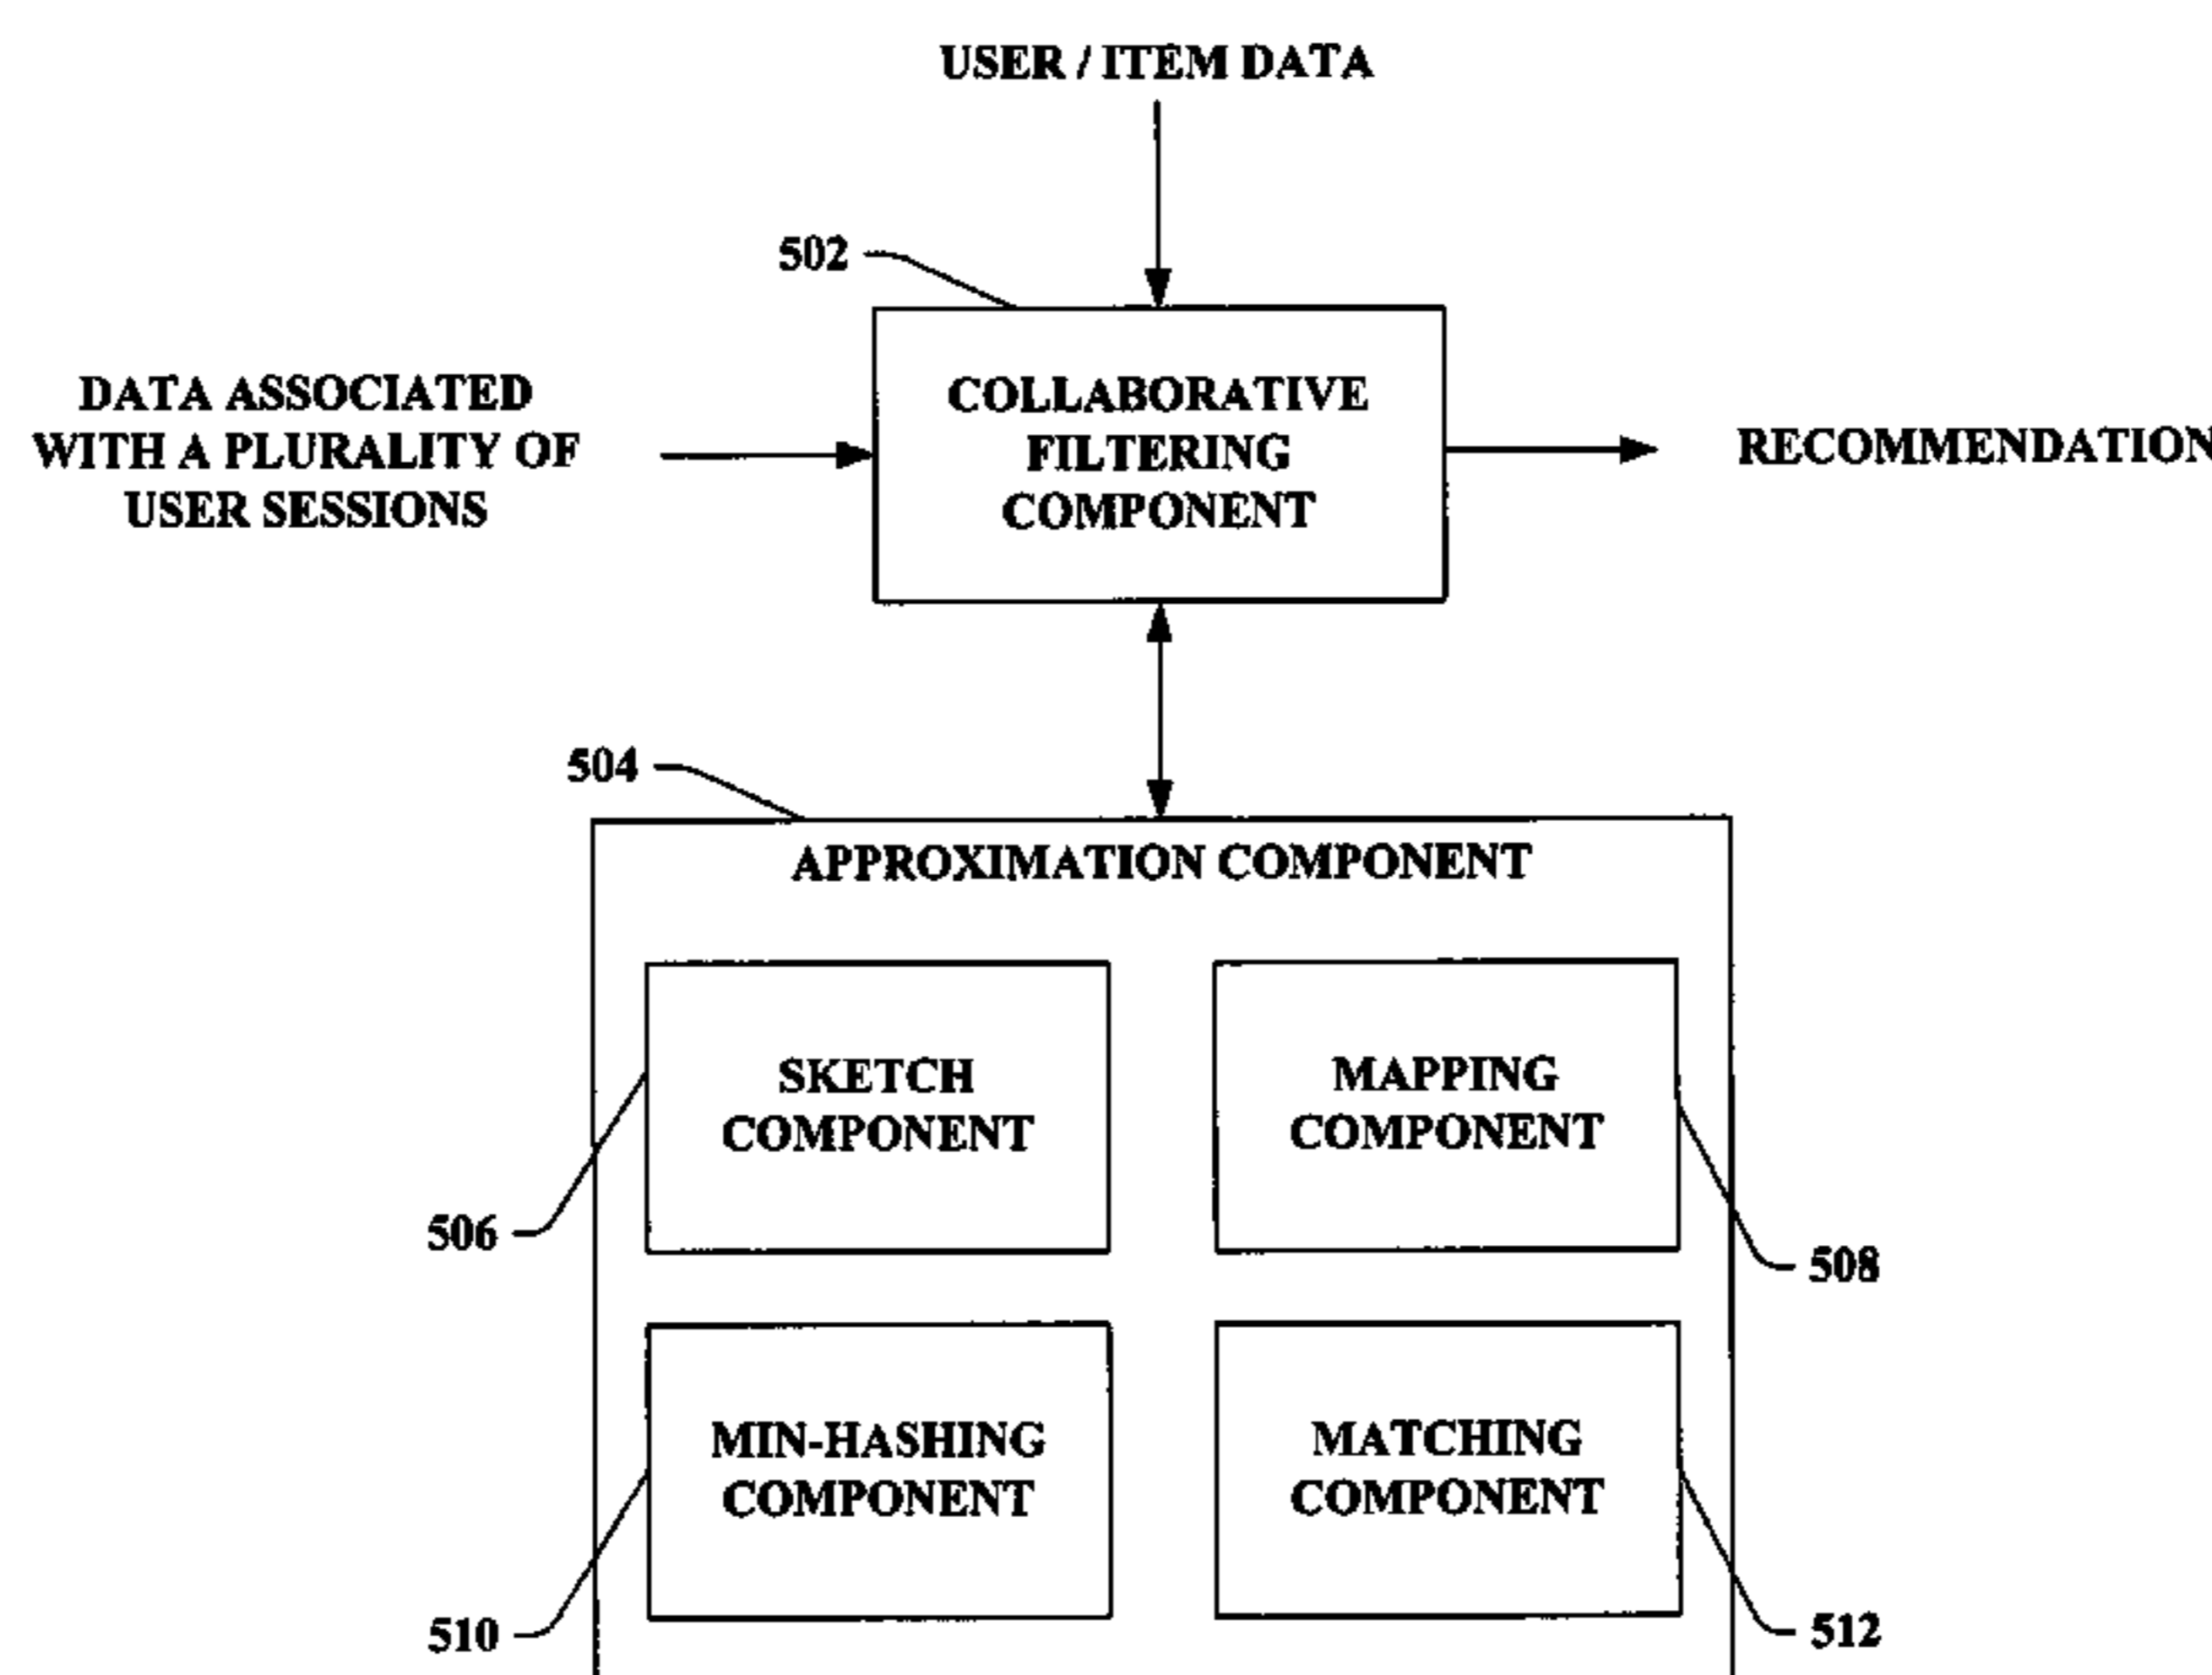 USER / ITEM DATA
502
DATA ASSOCIATED
WITH A PLURALITY OF
USER SESSIONS
COLLABORATIVE
FILTERING
COMPONENT
RECOMMENDATION
504
APPROXIMATION COMPONENT
SKETCH
COMPONENT
MAPPING
COMPONENT
506
508
MIN-HASHING
COMPONENT
MATCHING
COMPONENT
510
512